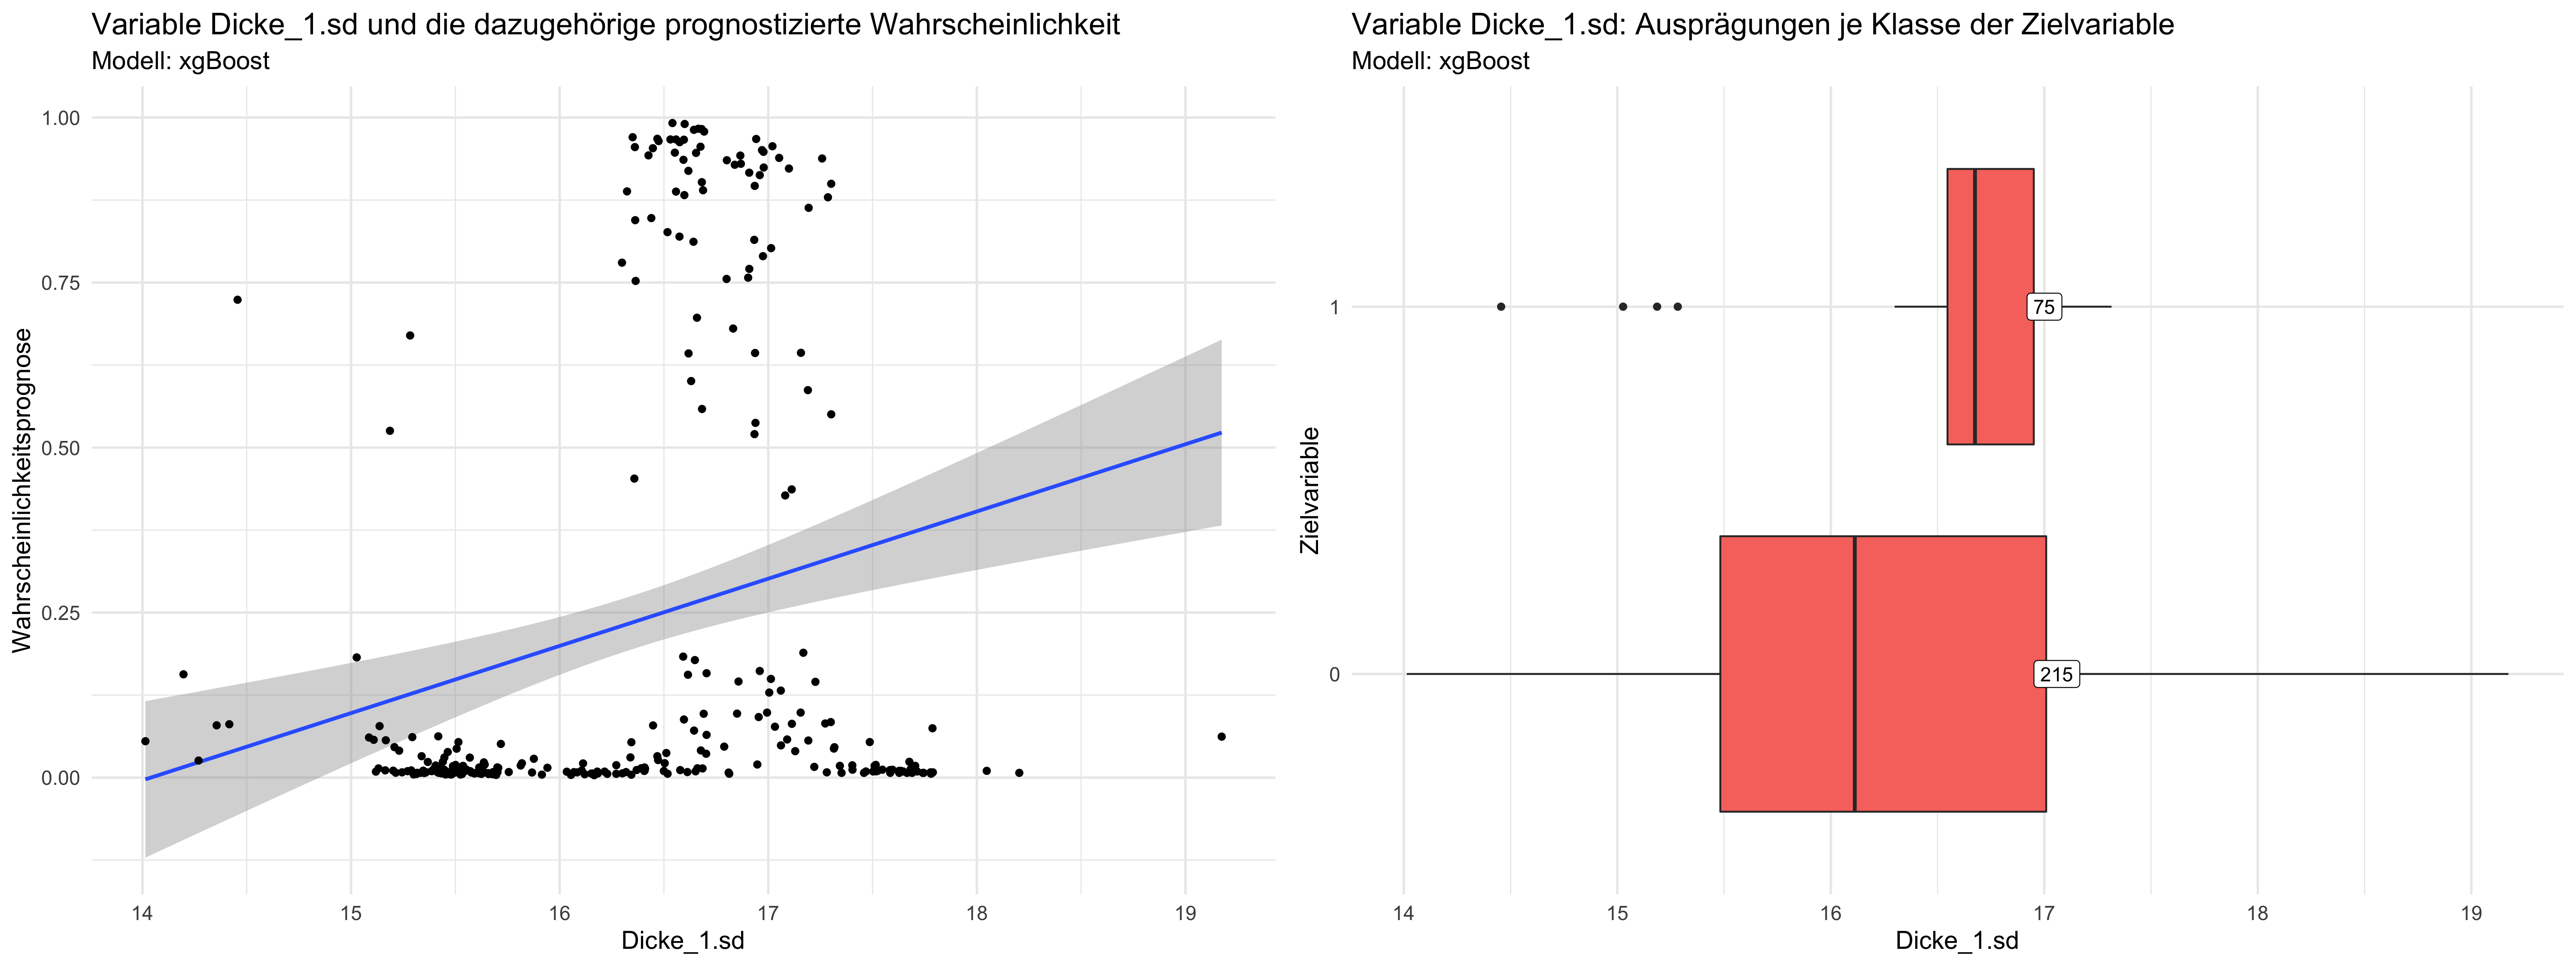 Variable Dicke_1.sd und die dazugehörige prognostizierte Wahrscheinlichkeit
Modell: xgBoost
Wahrscheinlichkeitsprognose
1.00
0.75
0.50
0.25
0.00
14 15 16 17 18 19
Dicke_1.sd
Variable Dicke_1.sd: Ausprägungen je Klasse der Zielvariable
Modell: xgBoost
Zielvariable
1
75
0
215
14 15 16 17 18 19
Dicke_1.sd